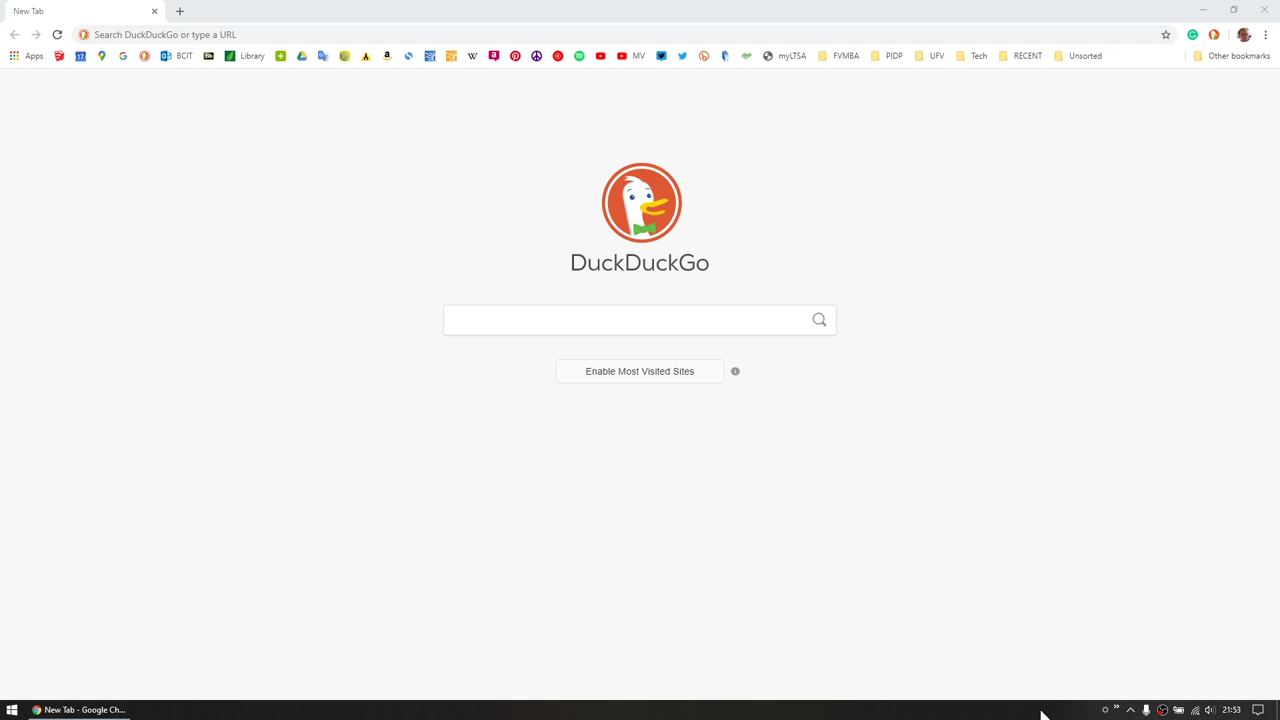 New Tab
Search DuckDuckGo or type a URL
Apps
17
BCIT
Library
MV
myLTSA
FVMBA
PIDP
UFV
Tech
RECENT
Unsorted
Other bookmarks
DuckDuckGo
Enable Most Visited Sites
New Tab - Google Ch...
21:53